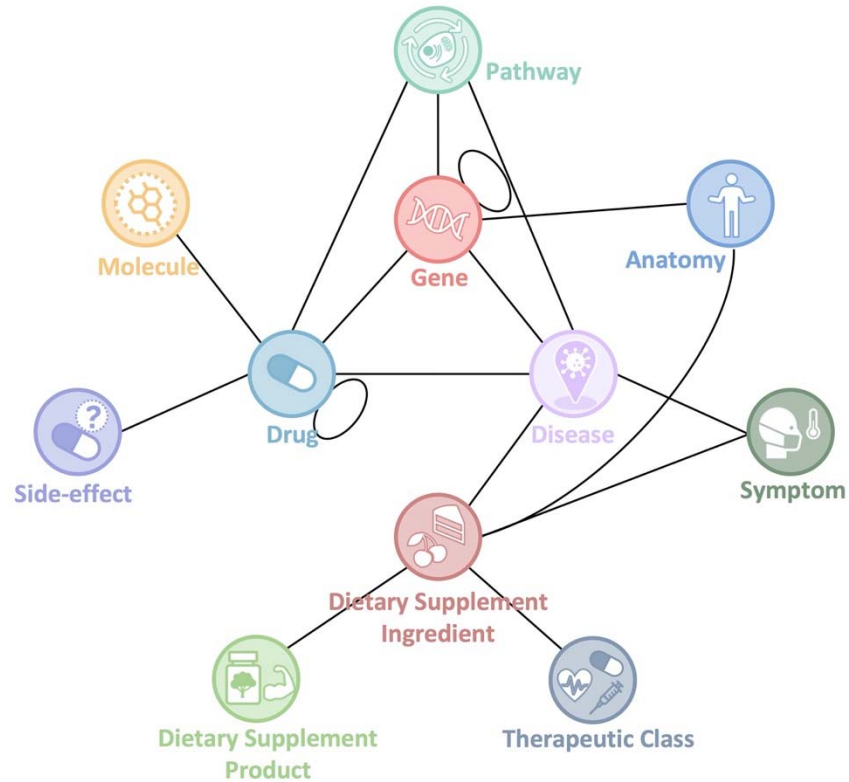 Pathway
Molecule
Gene
Anatomy
Drug
Disease
?
Side-effect
Symptom
Dietary Supplement
Ingredient
Dietary Supplement
Product
Therapeutic Class